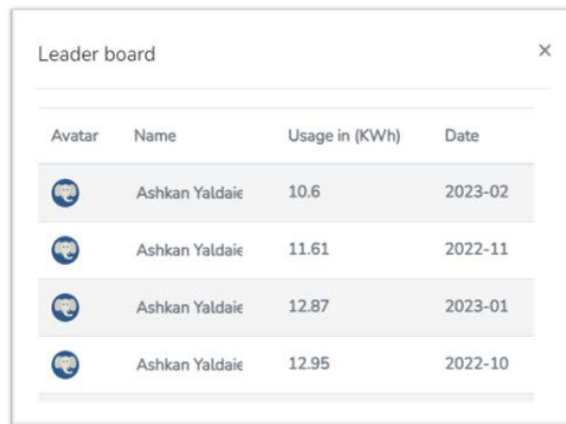 Leader board ×
Avatar Name Usage in (KWh) Date
Ashkan Yaldaie 10.6 2023-02
Ashkan Yaldaie 11.61 2022-11
Ashkan Yaldaie 12.87 2023-01
Ashkan Yaldaie 12.95 2022-10